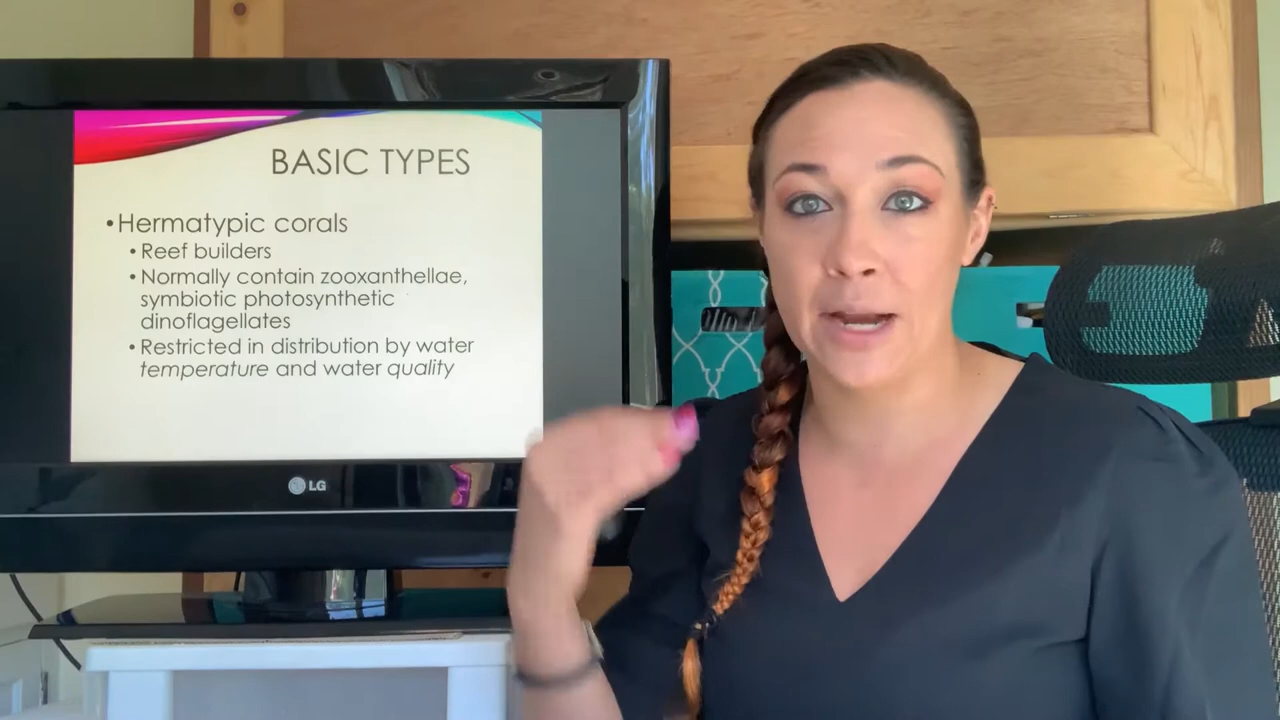 BASIC TYPES
•Hermatypic corals
•Reef builders
•Normally contain zooxanthellae,
symbiotic photosynthetic
dinoflagellates
•Restricted in distribution by water
temperature and water quality
LG